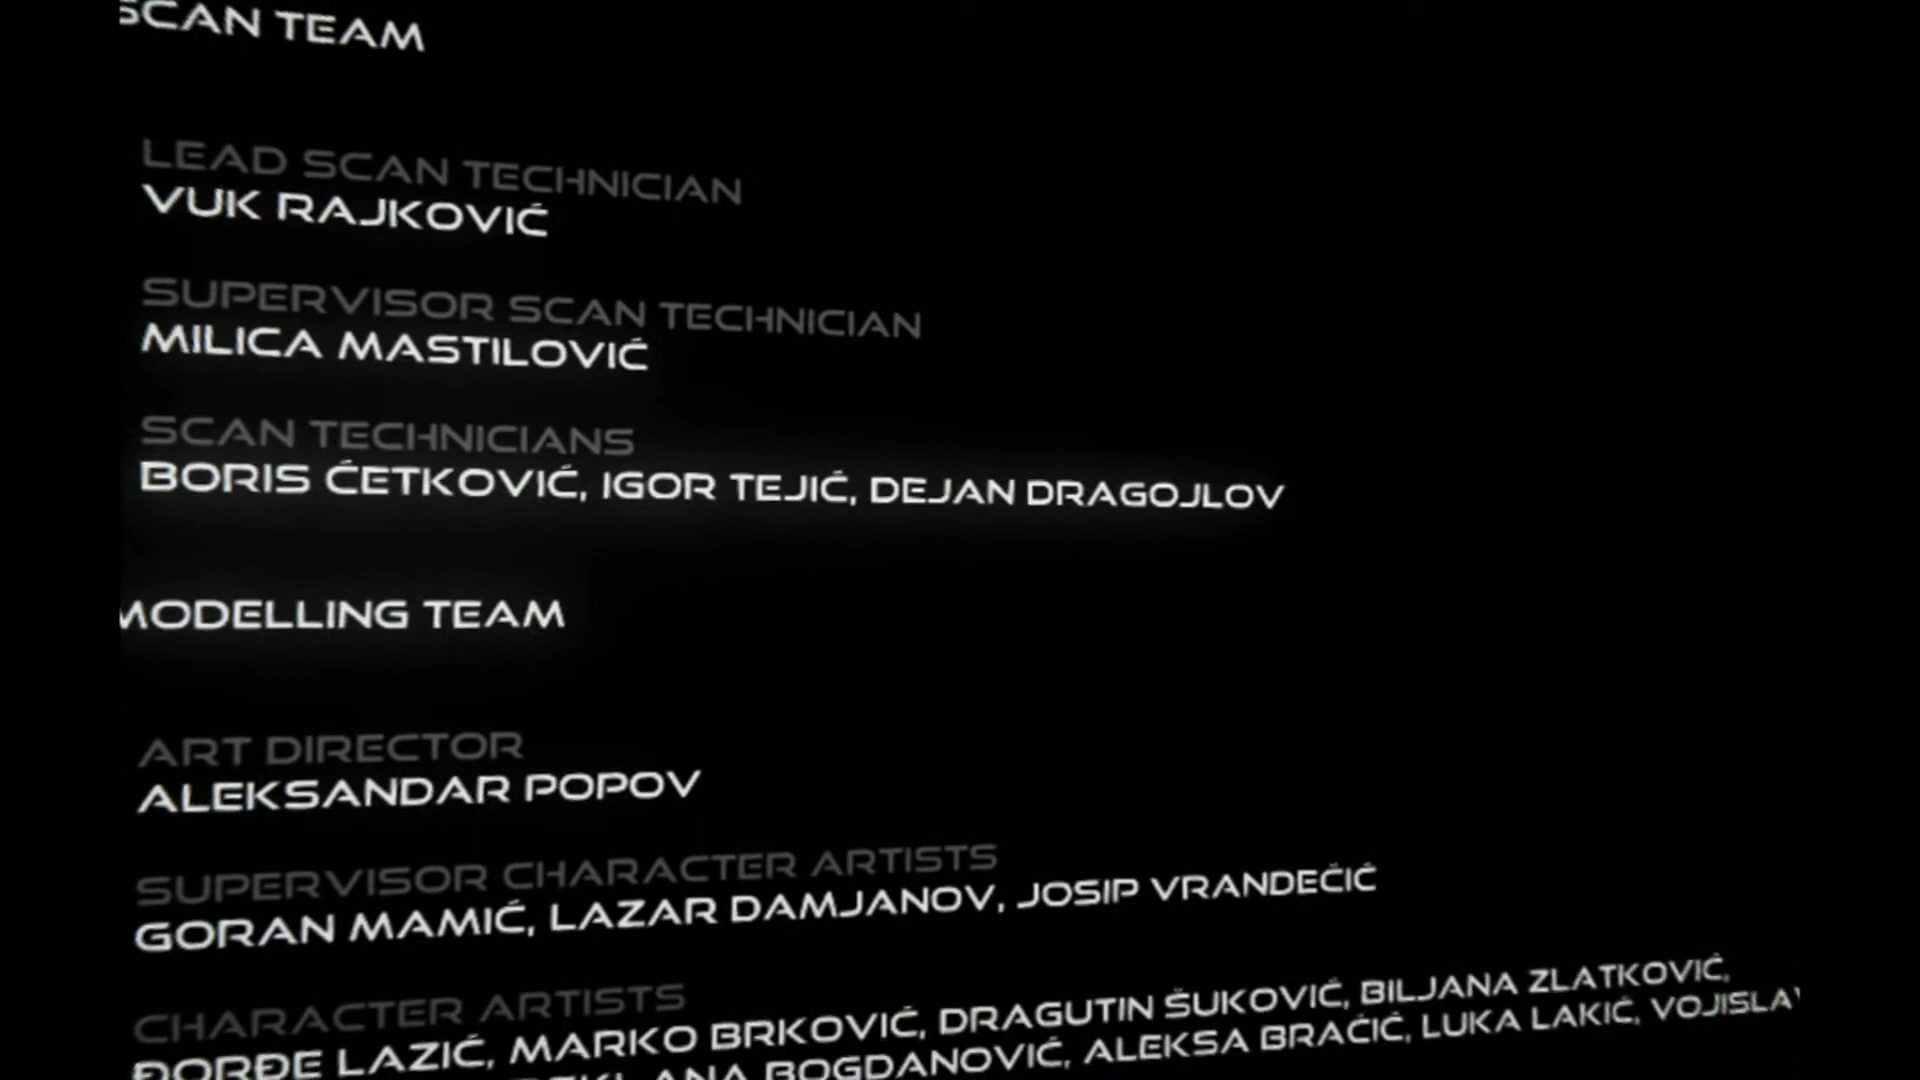 SCAN TEAM
LEAD SCAN TECHNICIAN
VUK RAJKOVIĆ
SUPERVISOR SCAN TECHNICIAN
MILICA MASTILOVIĆ
SCAN TECHNICIANS
BORIS ĆETKOVIĆ, IGOR TEJIĆ, DEJAN DRAGOJLOV
MODELLING TEAM
ART DIRECTOR
ALEKSANDAR POPOV
SUPERVISOR CHARACTER ARTISTS
GORAN MAMIĆ, LAZAR DAMJANOV, JOSIP VRANDEČIĆ
CHARACTER ARTISTS
ĐORĐE LAZIĆ, MARKO BRKOVIĆ, DRAGUTIN ŠUKOVIĆ, BILJANA ZLATKOVIĆ,
BOGDANOVIĆ, ALEKSA BRAČIĆ, LUKA LAKIĆ,